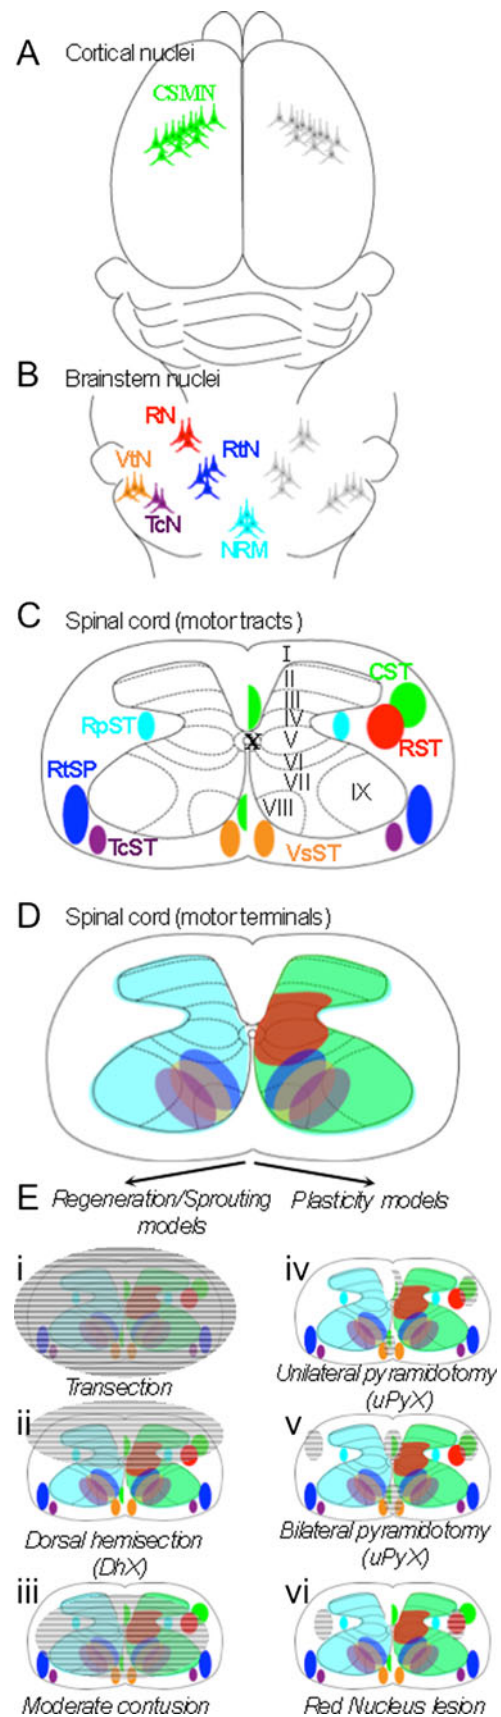 A Cortical nuclei
CSMN
B Brainstem nuclei
RN
RtN
VtN
TcN
NRM
C Spinal cord (motor tracts)
I
II
III
IV
V
VI
VII
VIII
IX
X
CST
RpST
RST
RtSP
TcST
VsST
D Spinal cord (motor terminals)
E Regeneration/Sprouting
models
Plasticity models
i
Transection
ii
Dorsal hemisection
(DhX)
iii
Moderate contusion
iv
Unilateral pyramidotomy
(uPyX)
v
Bilateral pyramidotomy
(uPyX)
vi
Red Nucleus lesion